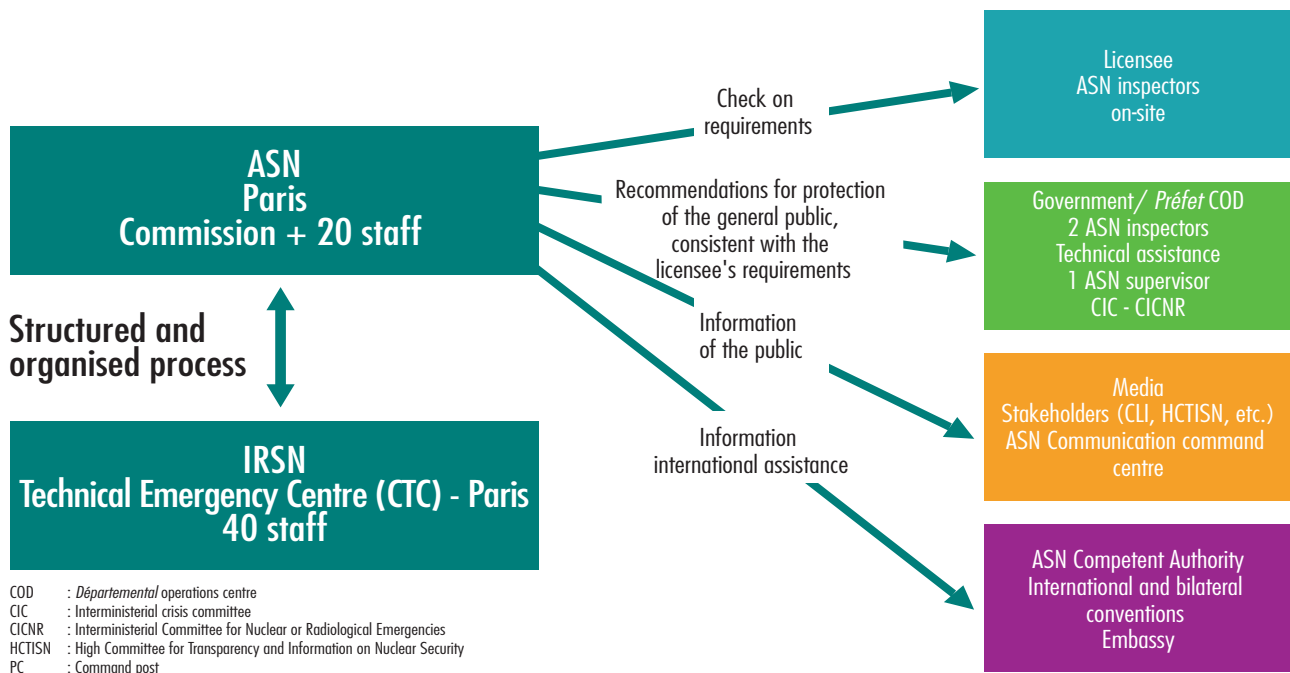 ASN
Paris
Commission + 20 staff
Structured and
organised process
IRSN
Technical Emergency Centre (CTC) - Paris
40 staff
Check on
requirements
Recommendations for protection
of the general public,
consistent with the
licensee's requirements
Information
of the public
Information
international assistance
Licensee
ASN inspectors
on-site
Government/ Préfet COD
2 ASN inspectors
Technical assistance
1 ASN supervisor
CIC - CICNR
Media
Stakeholders (CLI, HCTISN, etc.)
ASN Communication command
centre
ASN Competent Authority
International and bilateral
conventions
Embassy
COD : Départemental operations centre
CIC : Interministerial crisis committee
CICNR : Interministerial Committee for Nuclear or Radiological Emergencies
HCTISN : High Committee for Transparency and Information on Nuclear Security
PC : Command post